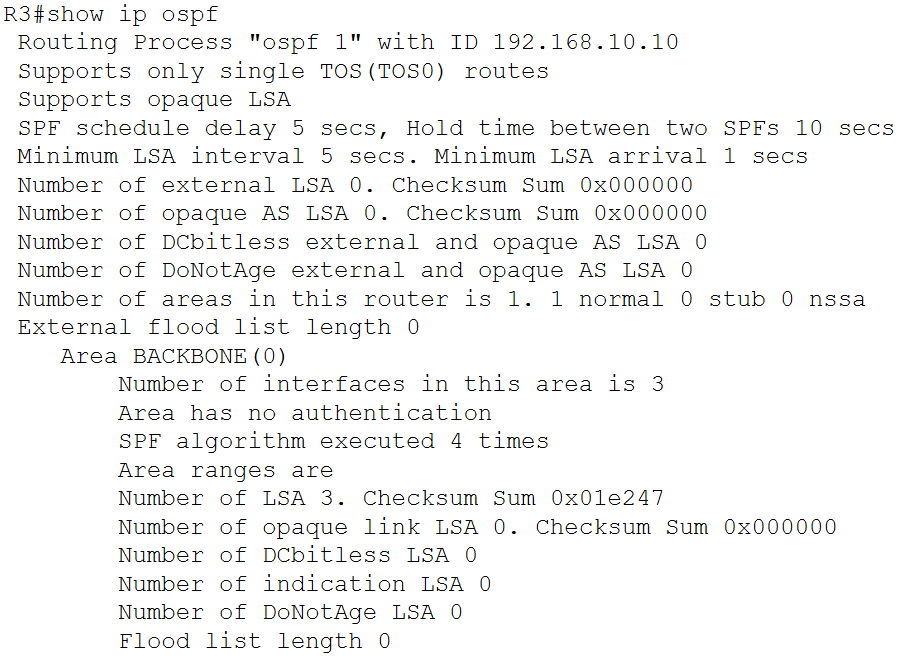 R3#show ip ospf
Routing Process "ospf 1" with ID 192.168.10.10
Supports only single TOS(TOS0) routes
Supports opaque LSA
SPF schedule delay 5 secs, Hold time between two SPFs 10 secs
Minimum LSA interval 5 secs. Minimum LSA arrival 1 secs
Number of external LSA 0. Checksum Sum 0x000000
Number of opaque AS LSA 0. Checksum Sum 0x000000
Number of DCbitless external and opaque AS LSA 0
Number of DoNotAge external and opaque AS LSA 0
Number of areas in this router is 1. 1 normal 0 stub 0 nssa
External flood list length 0
Area BACKBONE(0)
Number of interfaces in this area is 3
Area has no authentication
SPF algorithm executed 4 times
Area ranges are
Number of LSA 3. Checksum Sum 0x01e247
Number of opaque link LSA 0. Checksum Sum 0x000000
Number of DCbitless LSA 0
Number of indication LSA 0
Number of DoNotAge LSA 0
Flood list length 0